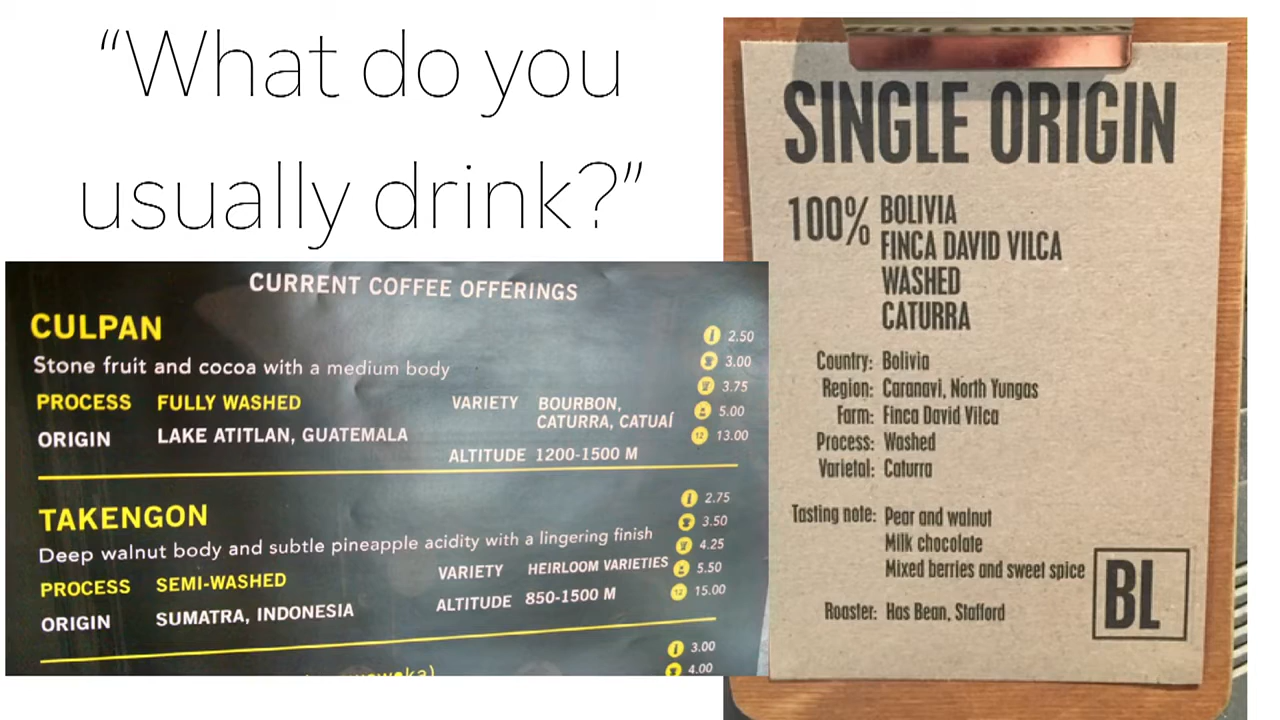 “What do you
usually drink?”
CURRENT COFFEE OFFERINGS
CULPAN
Stone fruit and cocoa with a medium body
PROCESS FULLY WASHED
ORIGIN LAKE ATITLAN, GUATEMALA
VARIETY BOURBON,
CATURRA, CATUAÍ
ALTITUDE 1200-1500 M
2.50
3.00
3.75
5.00
12 13.00
TAKENGON
Deep walnut body and subtle pineapple acidity with a lingering finish
PROCESS SEMI-WASHED
ORIGIN SUMATRA, INDONESIA
VARIETY HEIRLOOM VARIETIES
ALTITUDE 850-1500 M
2.75
3.50
4.25
5.50
12 15.00
3.00
4.00
SINGLE ORIGIN
100% BOLIVIA
FINCA DAVID VILCA
WASHED
CATURRA
Country: Bolivia
Region: Caranavi, North Yungas
Farm: Finca David Vilca
Process: Washed
Varietal: Caturra
Tasting note: Pear and walnut
Milk chocolate
Mixed berries and sweet spice
Roaster: Has Bean, Stafford
BL